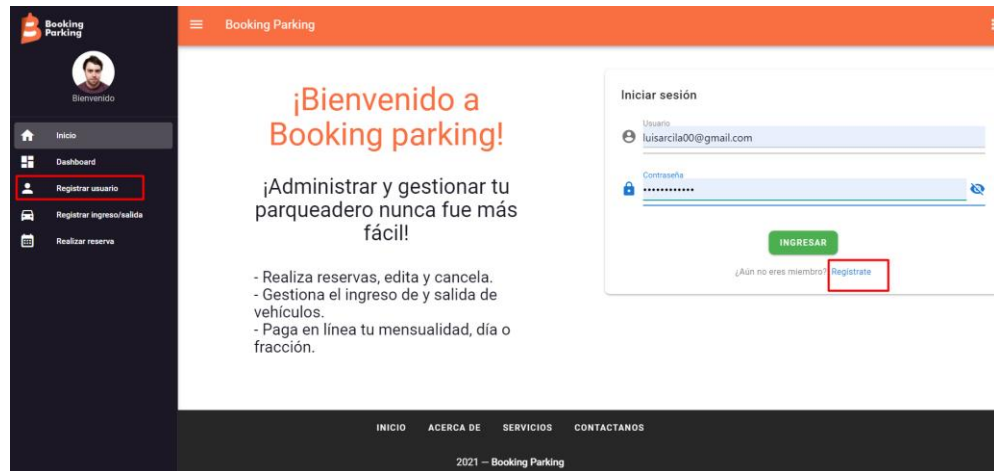 Booking
Parking
Bienvenido
Inicio
Dashboard
Registrar usuario
Registrar ingreso/salida
Realizar reserva
Booking Parking
¡Bienvenido a
Booking parking!
¡Administrar y gestionar tu
parqueadero nunca fue más
fácil!
- Realiza reservas, edita y cancela.
- Gestiona el ingreso de y salida de
vehículos.
- Paga en línea tu mensualidad, día o
fracción.
Iniciar sesión
Usuario
luisarcila00@gmail.com
Contraseña
••••••••••••
INGRESAR
¿Aún no eres miembro? Regístrate
INICIO ACERCA DE SERVICIOS CONTACTANOS
2021 — Booking Parking